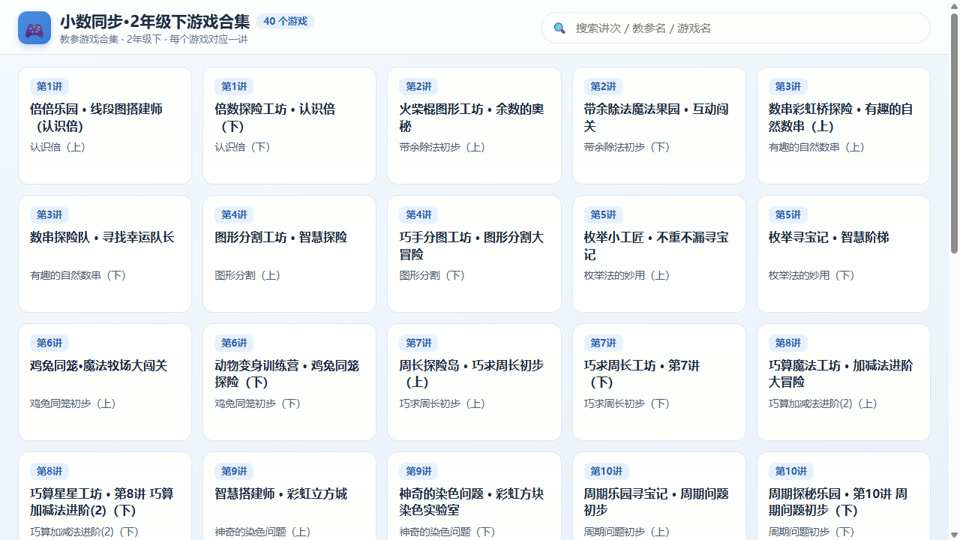 小数同步•2年级下游戏合集
40 个游戏
教参游戏合集 · 2年级下 · 每个游戏对应一讲
搜索讲次 / 教参名 / 游戏名
第1讲
倍倍乐园 • 线段图搭建师
（认识倍）
认识倍（上）
第1讲
倍数探险工坊 • 认识倍
（下）
认识倍（下）
第2讲
火柴棍图形工坊 • 余数的奥
秘
带余除法初步（上）
第2讲
带余除法魔法果园 • 互动闯
关
带余除法初步（下）
第3讲
数串彩虹桥探险 • 有趣的自
然数串（上）
有趣的自然数串（上）
第3讲
数串探险队 • 寻找幸运队长
有趣的自然数串（下）
第4讲
图形分割工坊 • 智慧探险
图形分割（上）
第4讲
巧手分图工坊 • 图形分割大
冒险
图形分割（下）
第5讲
枚举小工匠 • 不重不漏寻宝
记
枚举法的妙用（上）
第5讲
枚举寻宝记 • 智慧阶梯
枚举法的妙用（下）
第6讲
鸡兔同笼•魔法牧场大闯关
鸡兔同笼初步（上）
第6讲
动物变身训练营 • 鸡兔同笼
探险（下）
鸡兔同笼初步（下）
第7讲
周长探险岛 • 巧求周长初步
（上）
巧求周长初步（上）
第7讲
巧求周长工坊 • 第7讲
（下）
巧求周长初步（下）
第8讲
巧算魔法工坊 • 加减法进阶
大冒险
巧算加减法进阶(2)（上）
第8讲
巧算星星工坊 • 第8讲 巧算
加减法进阶(2)（下）
巧算加减法进阶(2)（下）
第9讲
智慧搭建师 • 彩虹立方城
神奇的染色问题（上）
第9讲
神奇的染色问题 • 彩虹方块
染色实验室
神奇的染色问题（下）
第10讲
周期乐园寻宝记 • 周期问题
初步
周期问题初步（上）
第10讲
周期探秘乐园 • 第10讲 周
期问题初步（下）
周期问题初步（下）